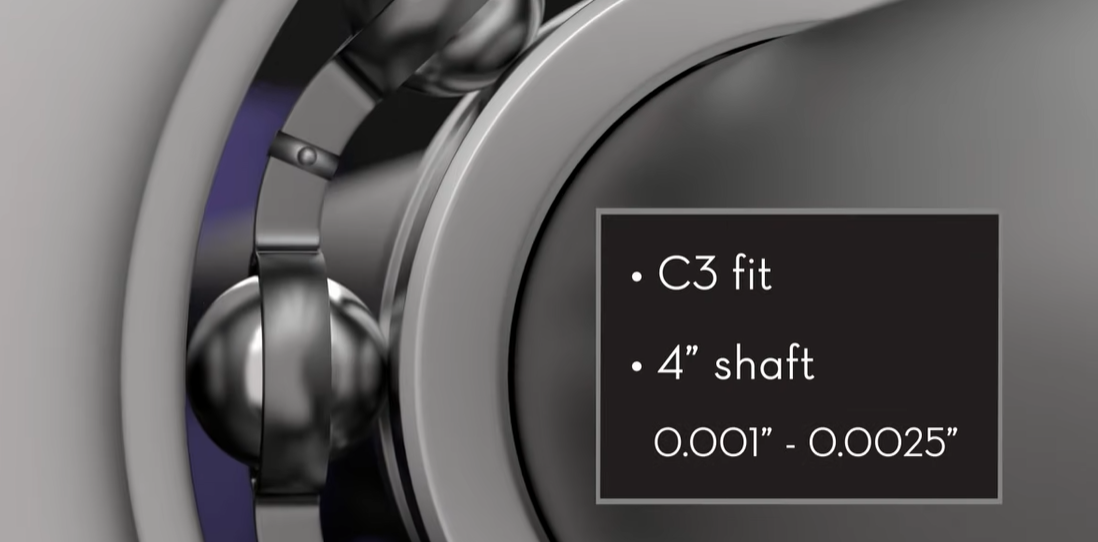 • C3 fit
• 4” shaft
0.001” - 0.0025”